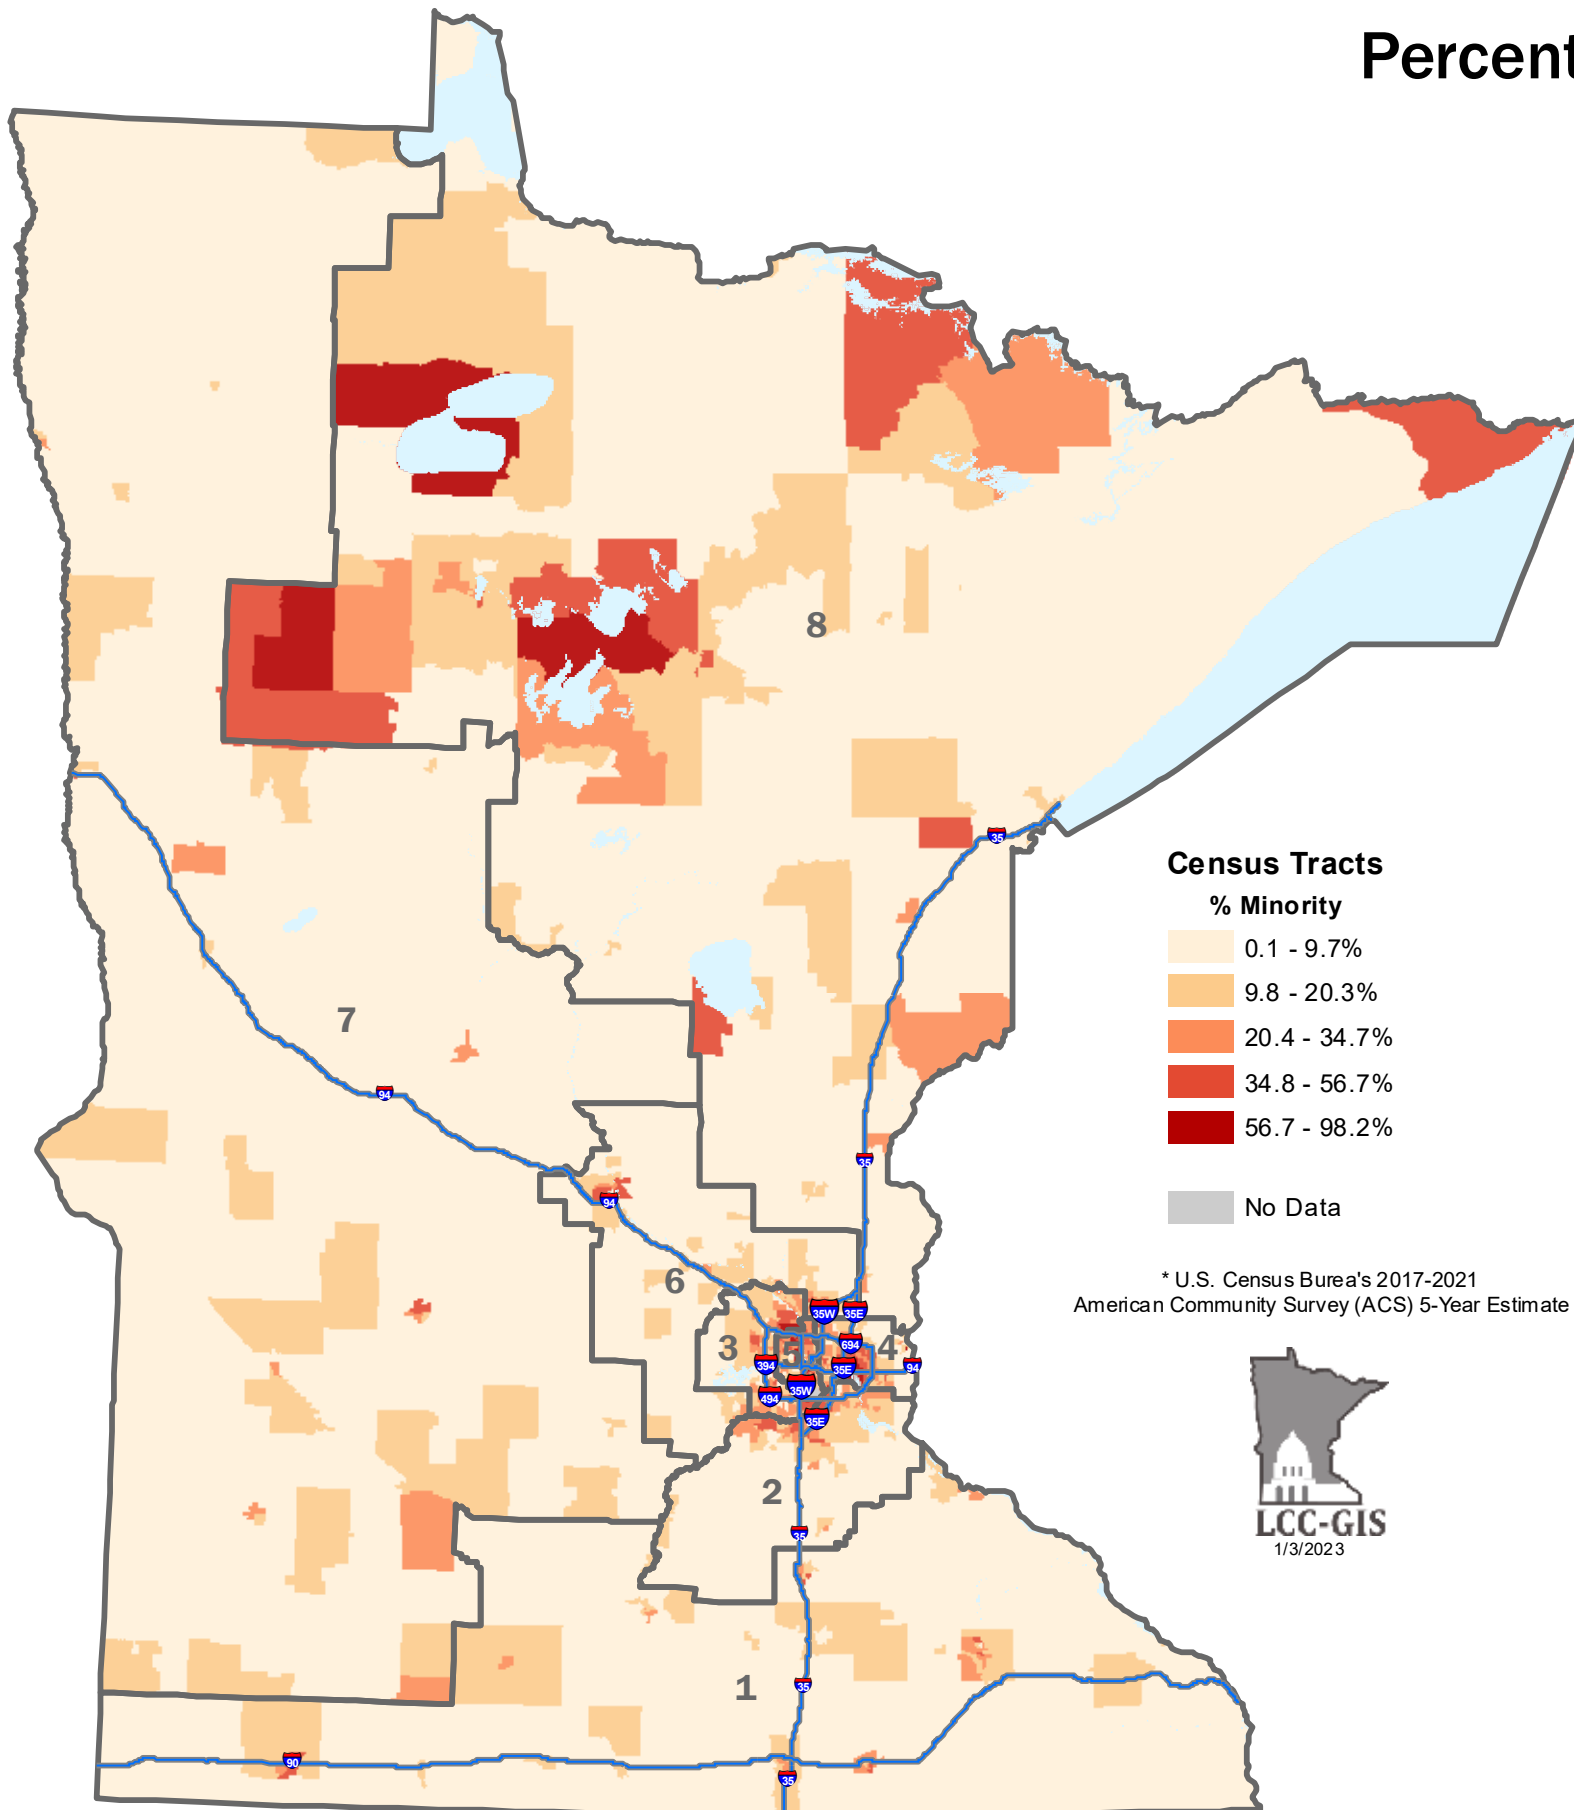 Percent
8
35
Census Tracts
% Minority
0.1 - 9.7%
9.8 - 20.3%
20.4 - 34.7%
34.8 - 56.7%
56.7 - 98.2%
No Data
7
94
35
94
* U.S. Census Burea's 2017-2021
American Community Survey (ACS) 5-Year Estimate
6
35W
35E
3
5
694
4
394
35E
94
494
35W
35E
2
35
LCC-GIS
1/3/2023
1
35
90
35